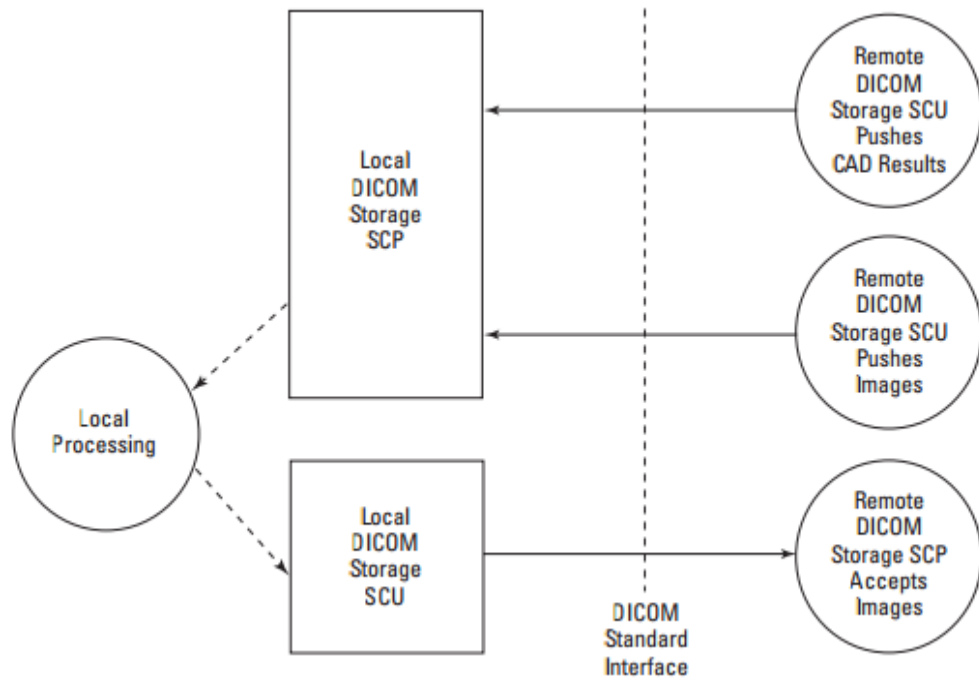 Local
DICOM
Storage
SCP
Remote
DICOM
Storage SCU
Pushes
CAD Results
Remote
DICOM
Storage SCU
Pushes
Images
Local
Processing
Local
DICOM
Storage
SCU
Remote
DICOM
Storage SCP
Accepts
Images
DICOM
Standard
Interface